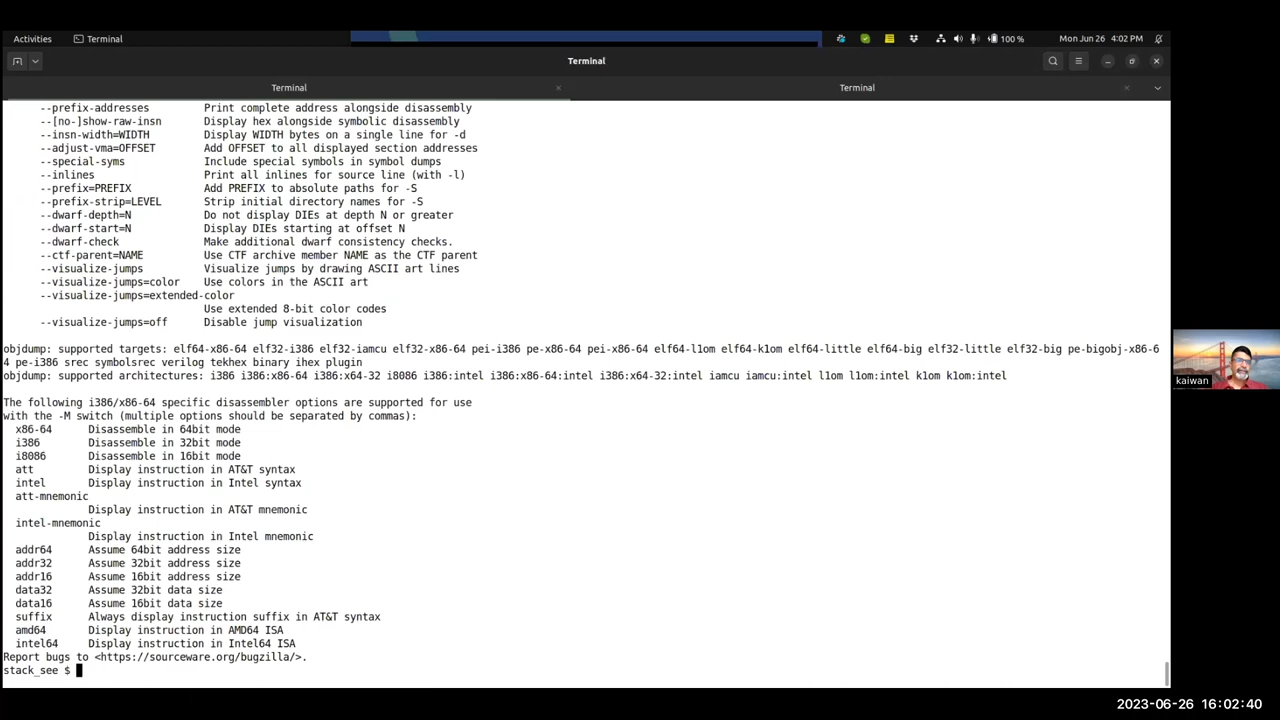 Activities
Terminal
100 %
Mon Jun 26 4:02 PM
Terminal
Terminal
Terminal
--prefix-addresses Print complete address alongside disassembly
--[no-]show-raw-insn Display hex alongside symbolic disassembly
--insn-width=WIDTH Display WIDTH bytes on a single line for -d
--adjust-vma=OFFSET Add OFFSET to all displayed section addresses
--special-syms Include special symbols in symbol dumps
--inlines Print all inlines for source line (with -l)
--prefix=PREFIX Add PREFIX to absolute paths for -S
--prefix-strip=LEVEL Strip initial directory names for -S
--dwarf-depth=N Do not display DIEs at depth N or greater
--dwarf-start=N Display DIEs starting at offset N
--dwarf-check Make additional dwarf consistency checks.
--ctf-parent=NAME Use CTF archive member NAME as the CTF parent
--visualize-jumps Visualize jumps by drawing ASCII art lines
--visualize-jumps=color Use colors in the ASCII art
--visualize-jumps=extended-color
Use extended 8-bit color codes
--visualize-jumps=off Disable jump visualization
objdump: supported targets: elf64-x86-64 elf32-i386 elf32-iamcu elf32-x86-64 pei-i386 pe-x86-64 pei-x86-64 elf64-l1om elf64-k1om elf64-little elf64-big elf32-little elf32-big pe-bigobj-x86-6
4 pe-i386 srec symbolsrec verilog tekhex binary ihex plugin
objdump: supported architectures: i386 i386:x86-64 i386:x64-32 i8086 i386:intel i386:x86-64:intel i386:x64-32:intel iamcu iamcu:intel l1om l1om:intel k1om k1om:intel
The following i386/x86-64 specific disassembler options are supported for use
with the -M switch (multiple options should be separated by commas):
x86-64 Disassemble in 64bit mode
i386 Disassemble in 32bit mode
i8086 Disassemble in 16bit mode
att Display instruction in AT&T syntax
intel Display instruction in Intel syntax
att-mnemonic
Display instruction in AT&T mnemonic
intel-mnemonic
Display instruction in Intel mnemonic
addr64 Assume 64bit address size
addr32 Assume 32bit address size
addr16 Assume 16bit address size
data32 Assume 32bit data size
data16 Assume 16bit data size
suffix Always display instruction suffix in AT&T syntax
amd64 Display instruction in AMD64 ISA
intel64 Display instruction in Intel64 ISA
Report bugs to <https://sourceware.org/bugzilla/>.
stack_see $
kaiwan
2023-06-26 16:02:40